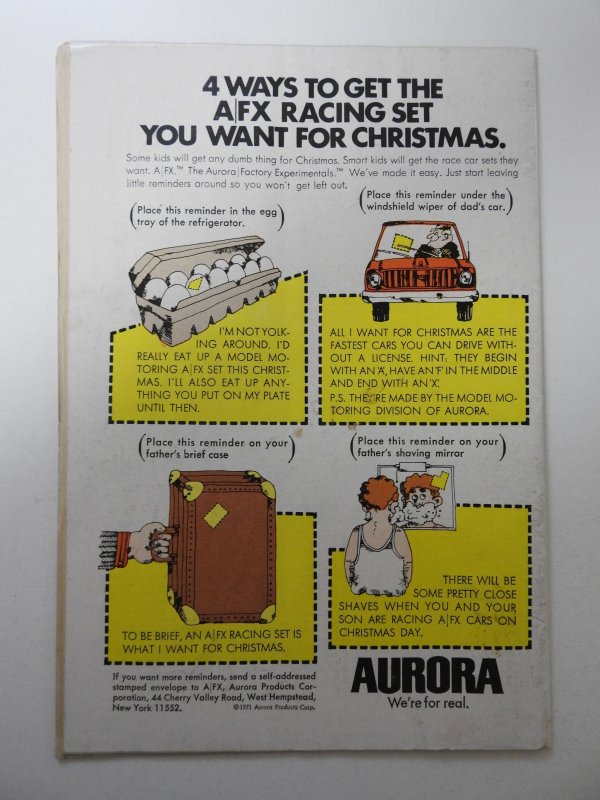 4 WAYS TO GET THE
A|FX RACING SET
YOU WANT FOR CHRISTMAS.
Some kids will get any dumb thing for Christmas. Smart kids will get the race car sets they
want. A|FX.™ The Aurora|Factory Experimentals.™ We've made it easy. Just start leaving
little reminders around so you won't get left out.
(Place this reminder in the egg
tray of the refrigerator.)
(Place this reminder under the
windshield wiper of dad's car.)
I'M NOT YOLK-
ING AROUND. I'D
REALLY EAT UP A MODEL MO-
TORING A|FX SET THIS CHRIST-
MAS. I'LL ALSO EAT UP ANY-
THING YOU PUT ON MY PLATE
UNTIL THEN.
ALL I WANT FOR CHRISTMAS ARE THE
FASTEST CARS YOU CAN DRIVE WITH-
OUT A LICENSE. HINT: THEY BEGIN
WITH AN 'A', HAVE AN 'F' IN THE MIDDLE
AND END WITH AN 'X'.
P.S. THEY'RE MADE BY THE MODEL MO-
TORING DIVISION OF AURORA.
(Place this reminder on your
father's brief case)
(Place this reminder on your
father's shaving mirror)
TO BE BRIEF, AN A|FX RACING SET IS
WHAT I WANT FOR CHRISTMAS.
THERE WILL BE
SOME PRETTY CLOSE
SHAVES WHEN YOU AND YOUR
SON ARE RACING A|FX CARS ON
CHRISTMAS DAY.
If you want more reminders, send a self-addressed
stamped envelope to A|FX, Aurora Products Cor-
poration, 44 Cherry Valley Road, West Hempstead,
New York 11552.
©1971 Aurora Products Corp.
AURORA
We're for real.